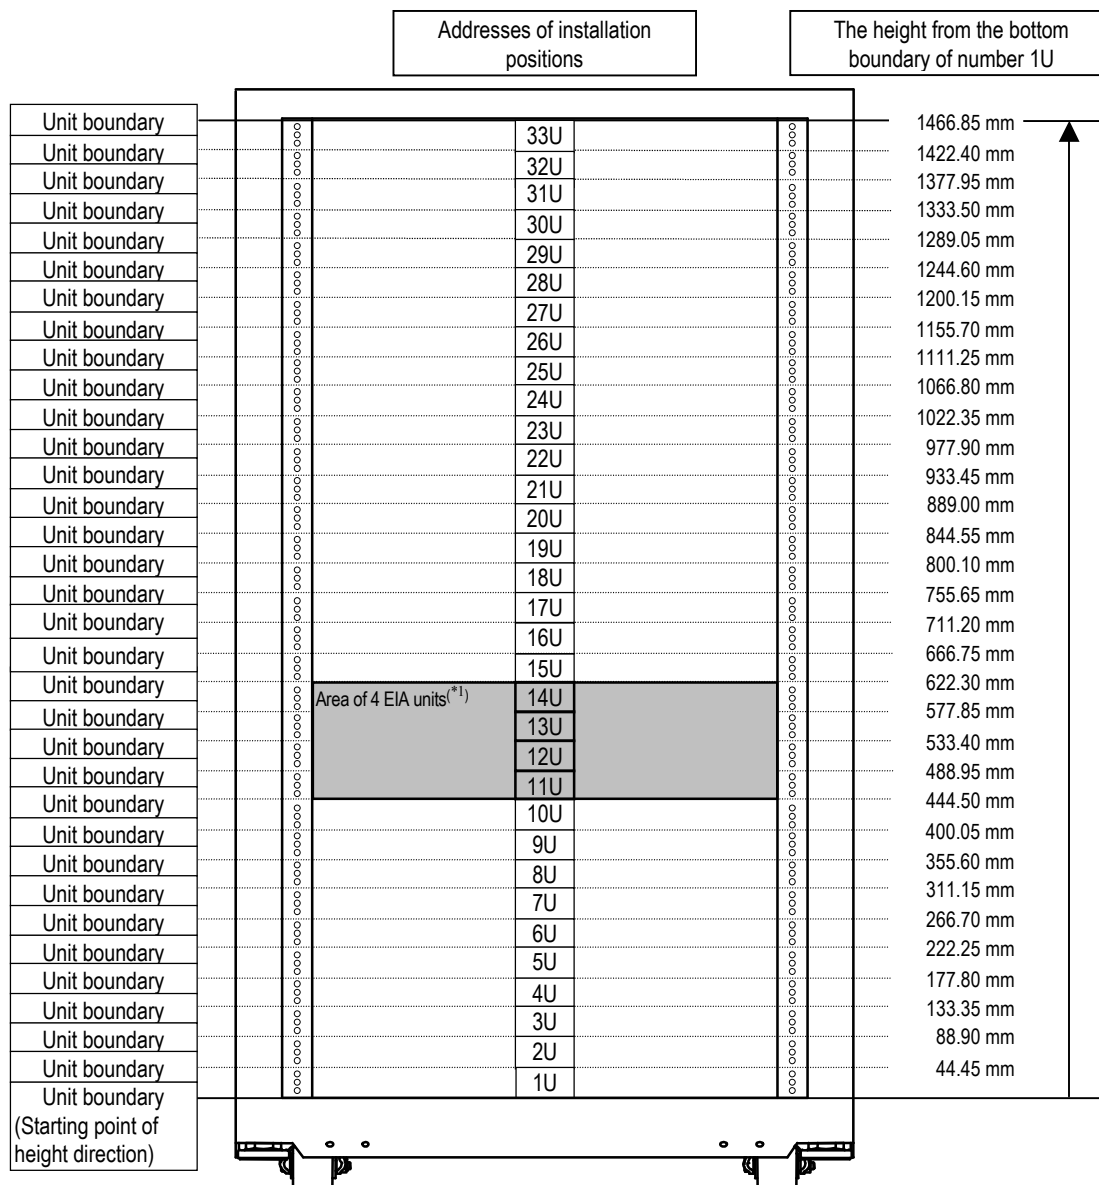 Addresses of installation
positions
The height from the bottom
boundary of number 1U
Unit boundary 1466.85 mm
33U
Unit boundary 1422.40 mm
32U
Unit boundary 1377.95 mm
31U
Unit boundary 1333.50 mm
30U
Unit boundary 1289.05 mm
29U
Unit boundary 1244.60 mm
28U
Unit boundary 1200.15 mm
27U
Unit boundary 1155.70 mm
26U
Unit boundary 1111.25 mm
25U
Unit boundary 1066.80 mm
24U
Unit boundary 1022.35 mm
23U
Unit boundary 977.90 mm
22U
Unit boundary 933.45 mm
21U
Unit boundary 889.00 mm
20U
Unit boundary 844.55 mm
19U
Unit boundary 800.10 mm
18U
Unit boundary 755.65 mm
17U
Unit boundary 711.20 mm
16U
Unit boundary 666.75 mm
15U
Unit boundary 622.30 mm
Area of 4 EIA units(*1) 14U
Unit boundary 577.85 mm
13U
Unit boundary 533.40 mm
12U
Unit boundary 488.95 mm
11U
Unit boundary 444.50 mm
10U
Unit boundary 400.05 mm
9U
Unit boundary 355.60 mm
8U
Unit boundary 311.15 mm
7U
Unit boundary 266.70 mm
6U
Unit boundary 222.25 mm
5U
Unit boundary 177.80 mm
4U
Unit boundary 133.35 mm
3U
Unit boundary 88.90 mm
2U
Unit boundary 44.45 mm
1U
Unit boundary
(Starting point of
height direction)